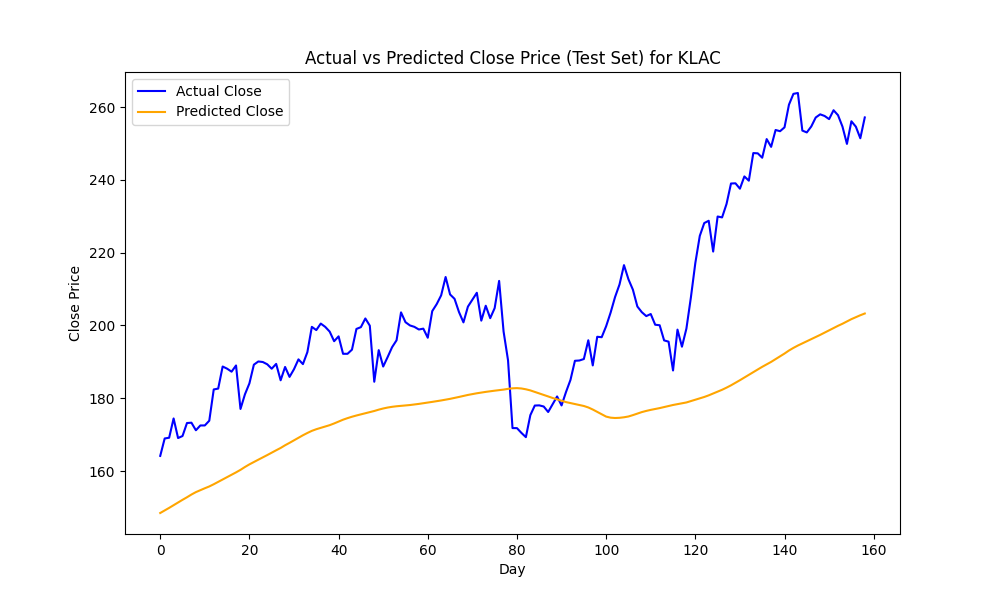 Actual vs Predicted Close Price (Test Set) for KLAC
Actual Close
Predicted Close
260
240
220
200
180
160
Close Price
0 20 40 60 80 100 120 140 160
Day